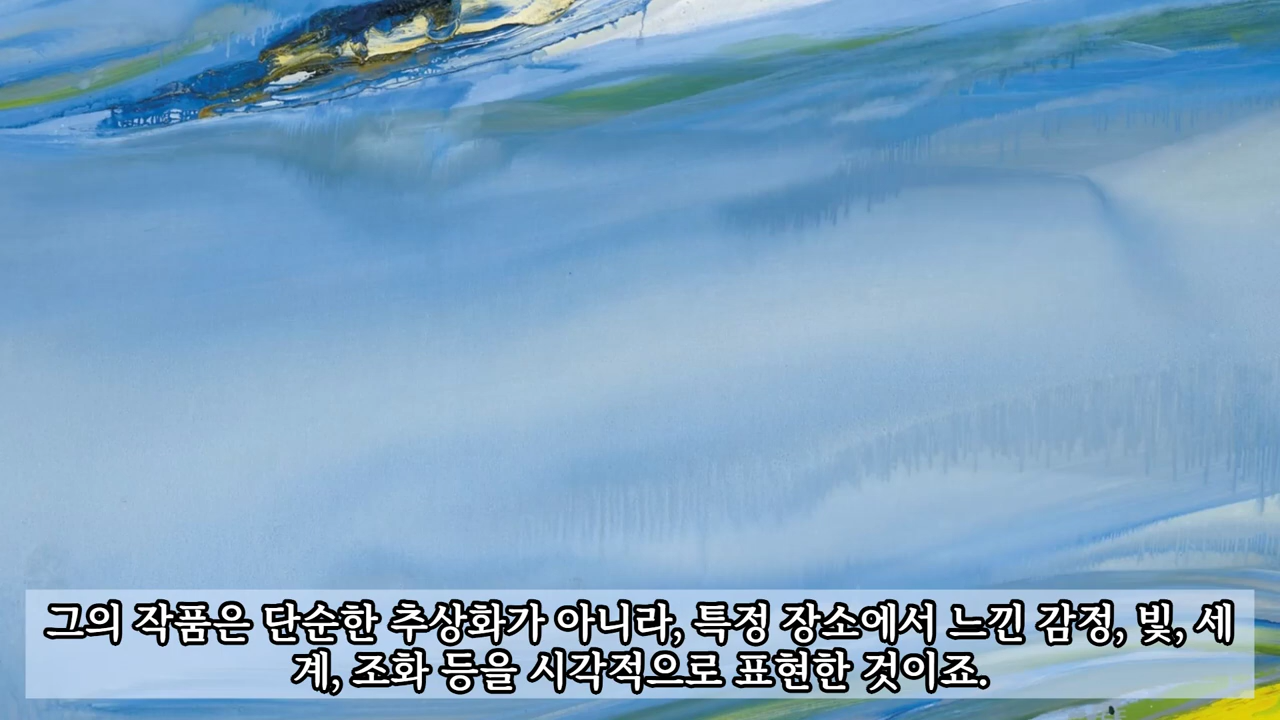 그의 작품은 단순한 추상화가 아니라, 특정 장소에서 느낀 감정, 빛, 세
계, 조화 등을 시각적으로 표현한 것이죠.